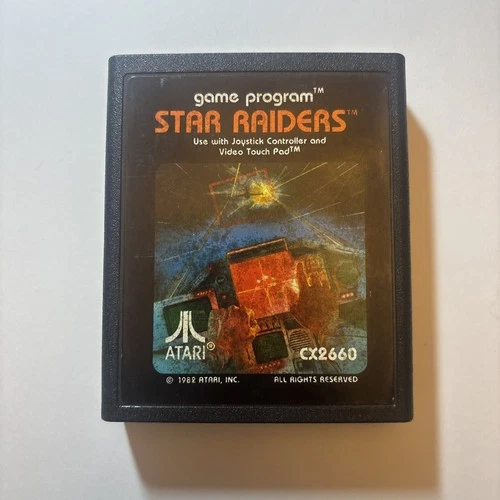 game program™
STAR RAIDERS™
Use with Joystick Controller and
Video Touch Pad™
ATARI®
CX2660
© 1982 ATARI, INC.
ALL RIGHTS RESERVED